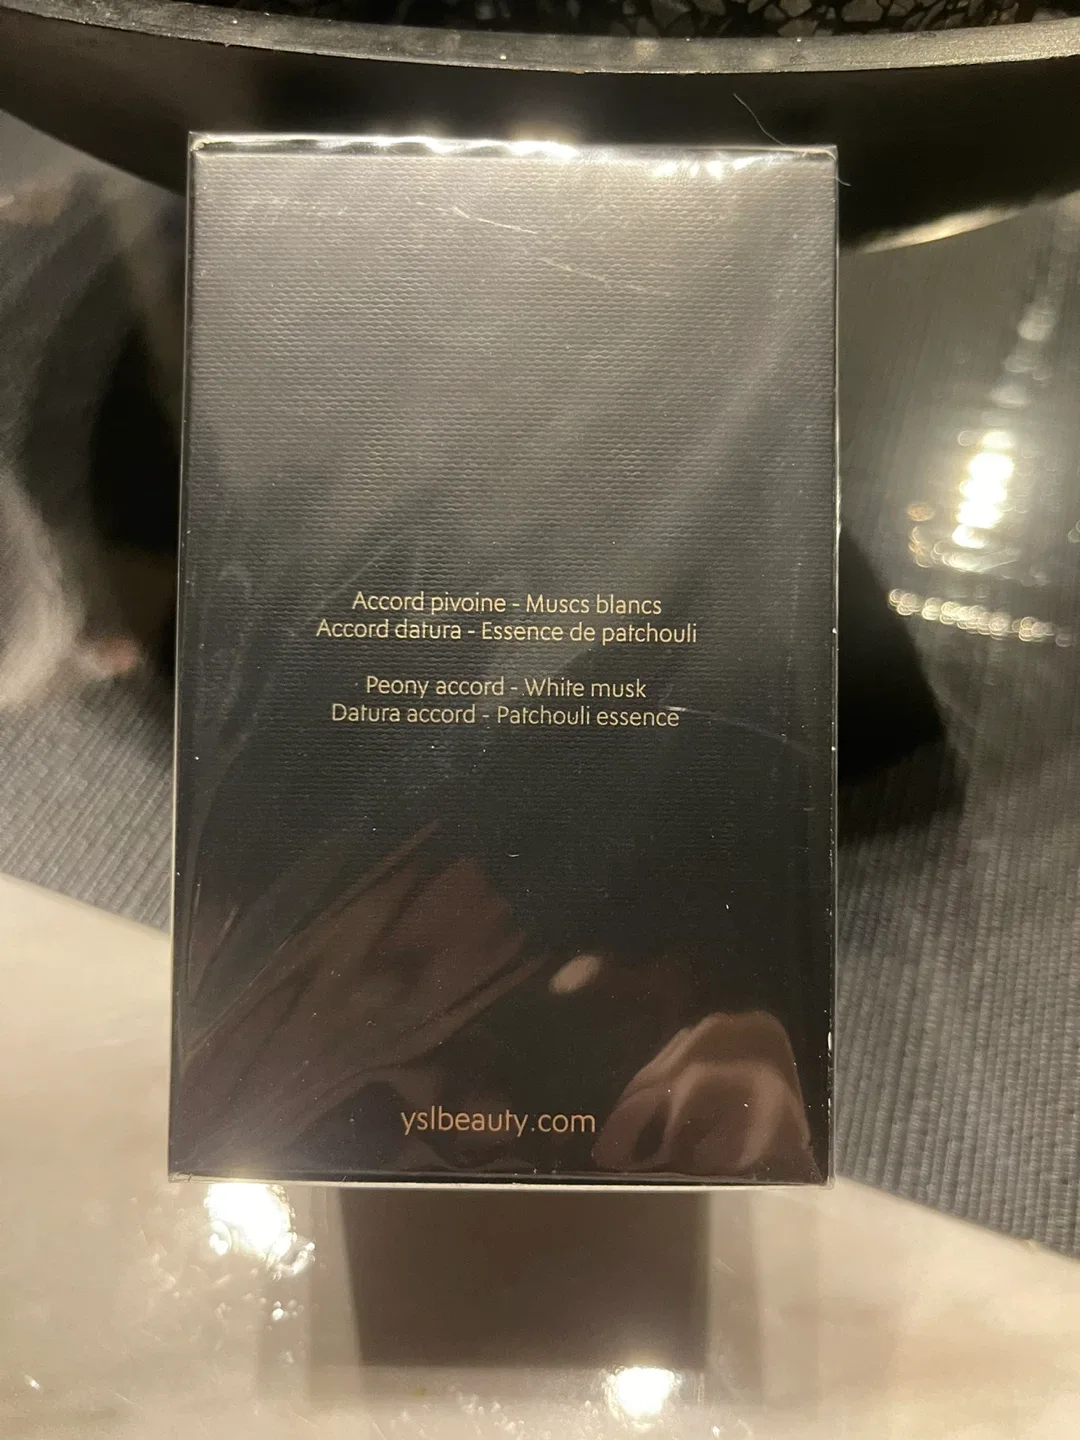 Accord pivoine - Muscs blancs
Accord datura - Essence de patchouli
Peony accord - White musk
Datura accord - Patchouli essence
yslbeauty.com